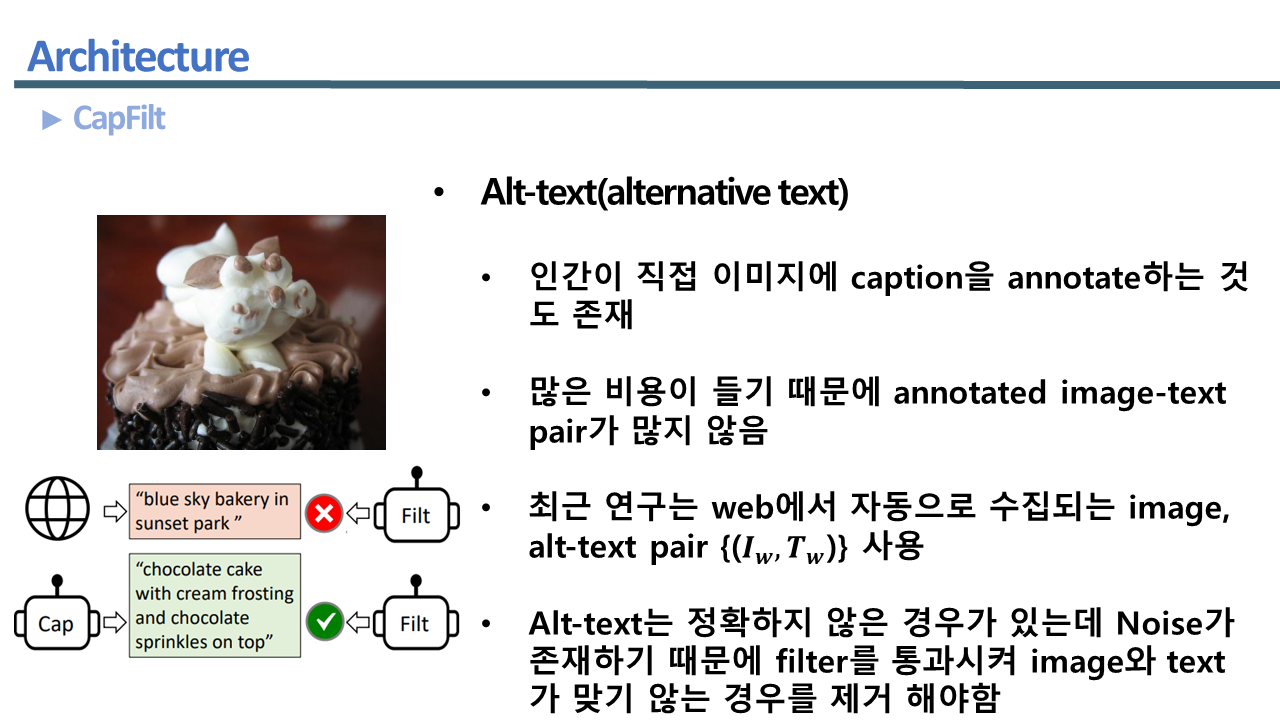 Architecture
► CapFilt
• Alt-text(alternative text)
• 인간이 직접 이미지에 caption을 annotate하는 것
도 존재
• 많은 비용이 들기 때문에 annotated image-text
pair가 많지 않음
• 최근 연구는 web에서 자동으로 수집되는 image,
alt-text pair {(I_w, T_w)} 사용
• Alt-text는 정확하지 않은 경우가 있는데 Noise가
존재하기 때문에 filter를 통과시켜 image와 text
가 맞기 않는 경우를 제거 해야함
“blue sky bakery in
sunset park ”
Filt
Cap
“chocolate cake
with cream frosting
and chocolate
sprinkles on top”
Filt